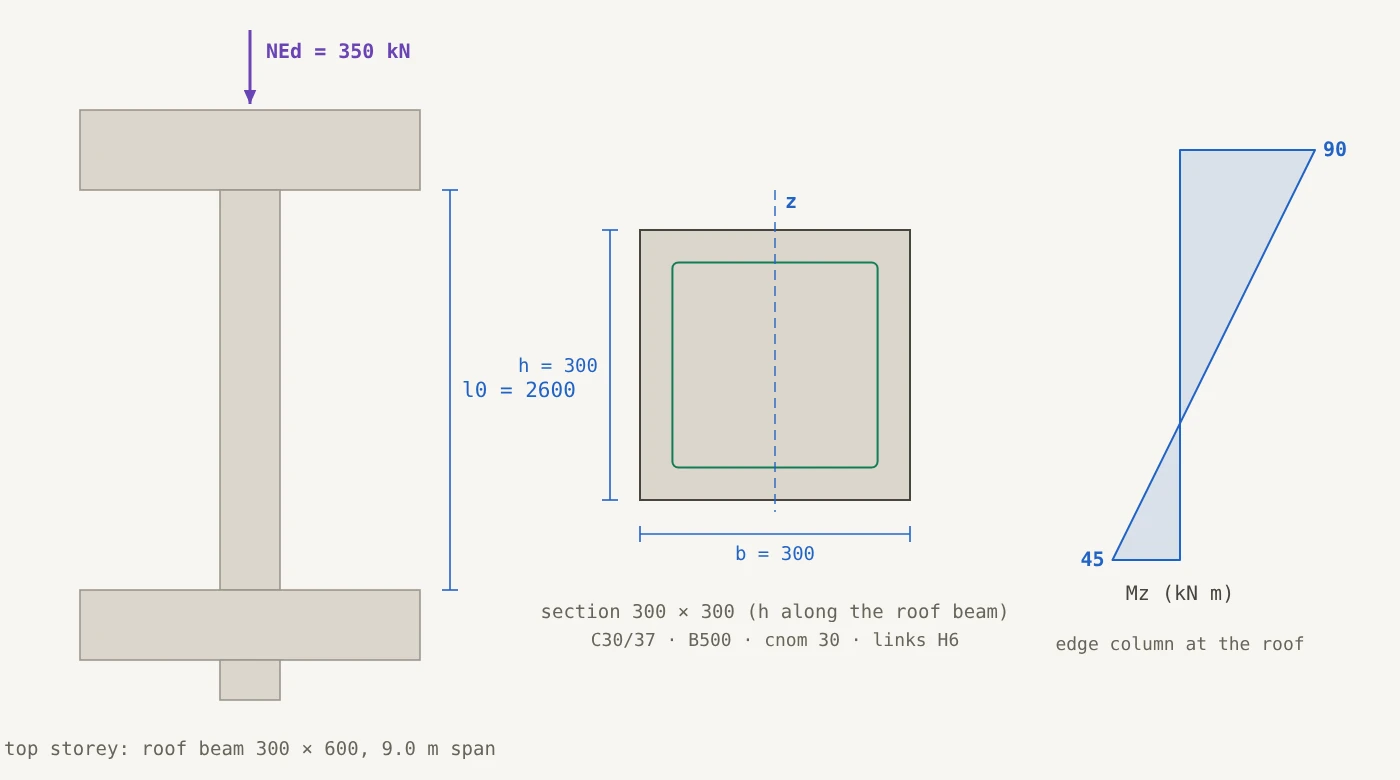 NEd = 350 kN
90
z
h = 300
l0 = 2600
b = 300
45
Mz (kN m)
section 300 × 300 (h along the roof beam)
C30/37 · B500 · cnom 30 · links H6
edge column at the roof
top storey: roof beam 300 × 600, 9.0 m span